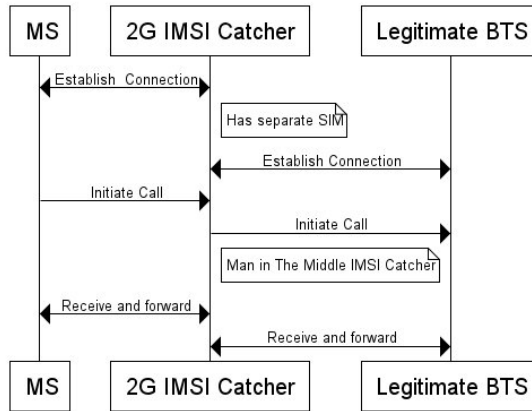 MS 2G IMSI Catcher Legitimate BTS
Establish Connection
Has separate SIM
Establish Connection
Initiate Call
Initiate Call
Man in The Middle IMSI Catcher
Receive and forward
Receive and forward
MS 2G IMSI Catcher Legitimate BTS